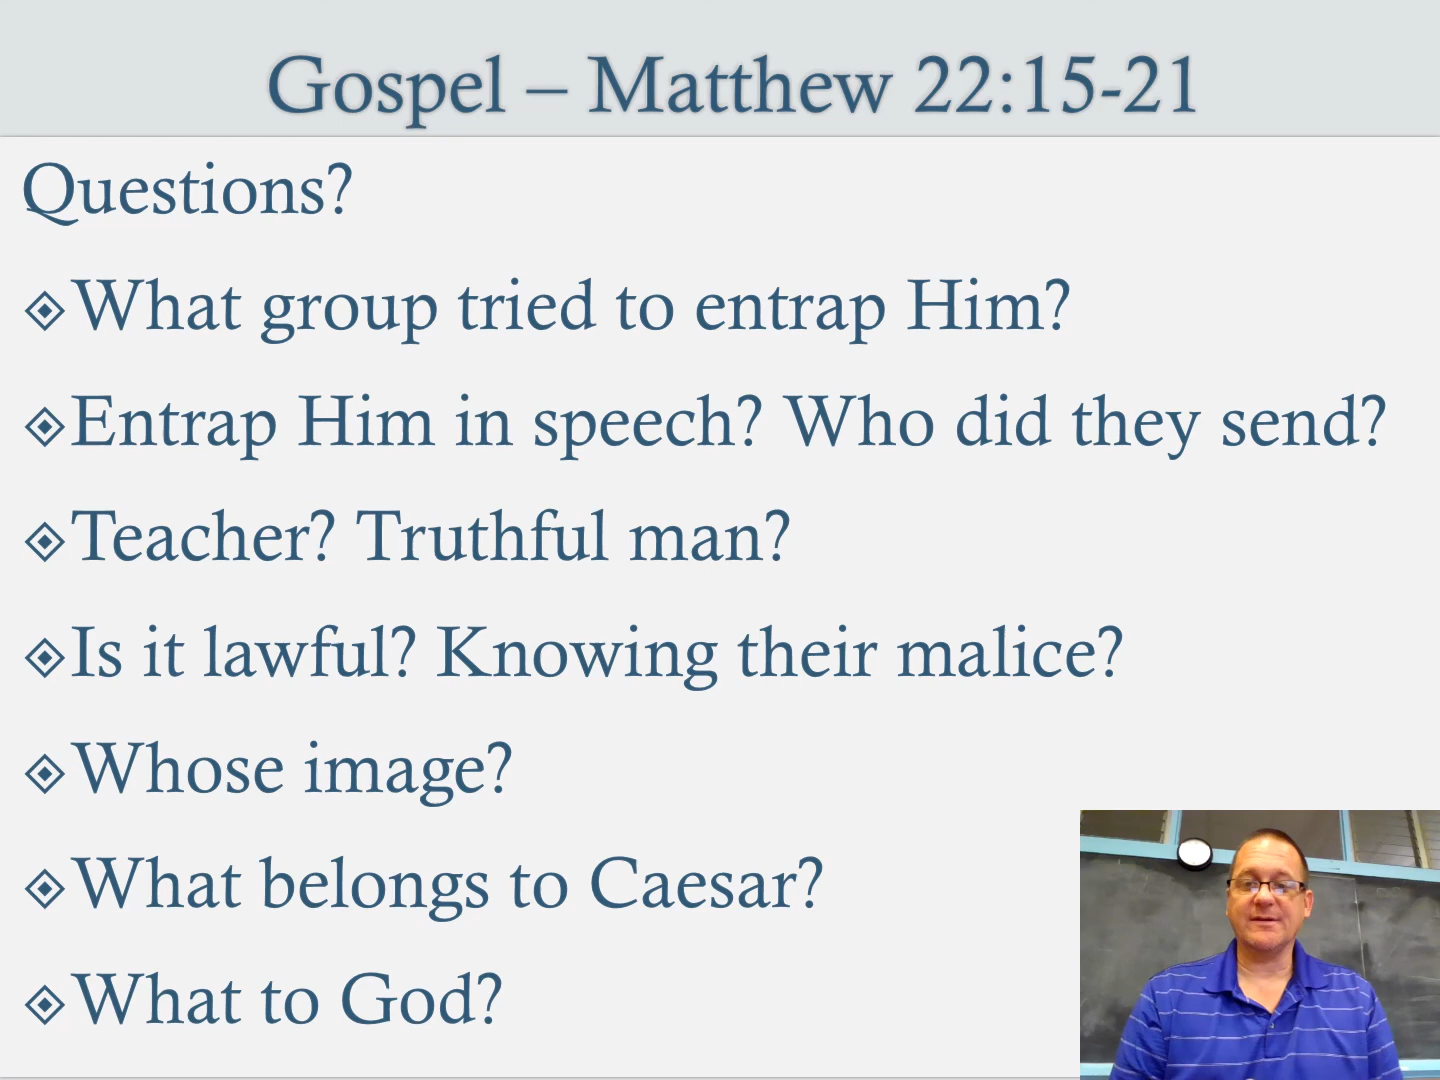 Gospel – Matthew 22:15-21
Questions?
What group tried to entrap Him?
Entrap Him in speech? Who did they send?
Teacher? Truthful man?
Is it lawful? Knowing their malice?
Whose image?
What belongs to Caesar?
What to God?